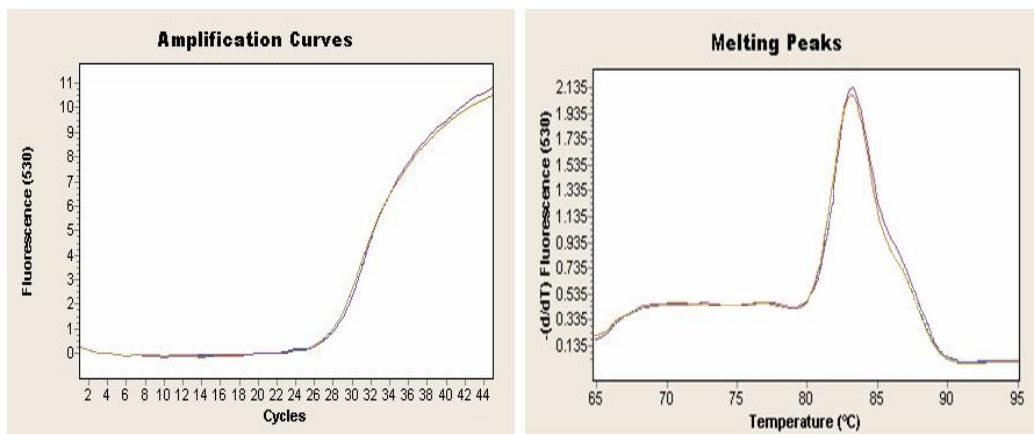 Amplification Curves
Fluorescence (530)
11
10
9
8
7
6
5
4
3
2
1
0
2 4 6 8 10 12 14 16 18 20 22 24 26 28 30 32 34 36 38 40 42 44
Cycles
Melting Peaks
-(d/dT) Fluorescence (530)
2.135
1.935
1.735
1.535
1.335
1.135
0.935
0.735
0.535
0.335
0.135
65 70 75 80 85 90 95
Temperature (ºC)